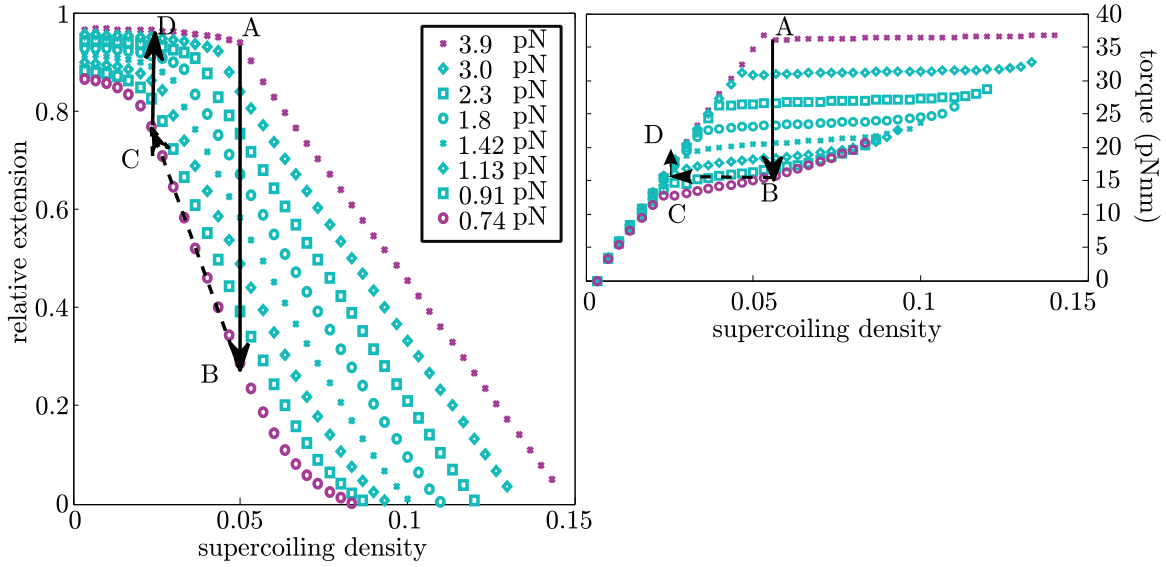 1
0.8
0.6
0.4
0.2
0
relative extension
0.05
0.1
0.15
supercoiling density
D
A
C
B
3.9 pN
3.0 pN
2.3 pN
1.8 pN
1.42 pN
1.13 pN
0.91 pN
0.74 pN
A
D
C
B
40
35
30
25
20
15
10
5
0
torque (pNnm)
0
0.05
0.1
0.15
supercoiling density